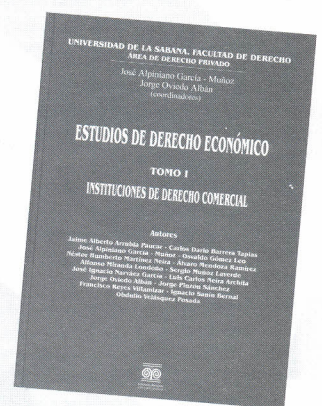 UNIVERSIDAD DE LA SABANA. FACULTAD DE DERECHO
ÁREA DE DERECHO PRIVADO
José Alpiniano García - Muñoz
Jorge Oviedo Albán
(coordinadores)
ESTUDIOS DE DERECHO ECONÓMICO
TOMO I
INSTITUCIONES DE DERECHO COMERCIAL
Autores
Jaime Alberto Arrubla Paucar - Carlos Darío Barrera Tapias
José Alpiniano García - Muñoz - Osvaldo Gómez Leo
Néstor Humberto Martínez Neira - Álvaro Mendoza Ramírez
Alfonso Miranda Londoño - Sergio Muñoz Laverde
José Ignacio Narváez García - Luis Carlos Neira Archila
Jorge Oviedo Albán - Jorge Pinzón Sánchez
Francisco Reyes Villamizar - Ignacio Sanín Bernal
Obdulio Velásquez Posada